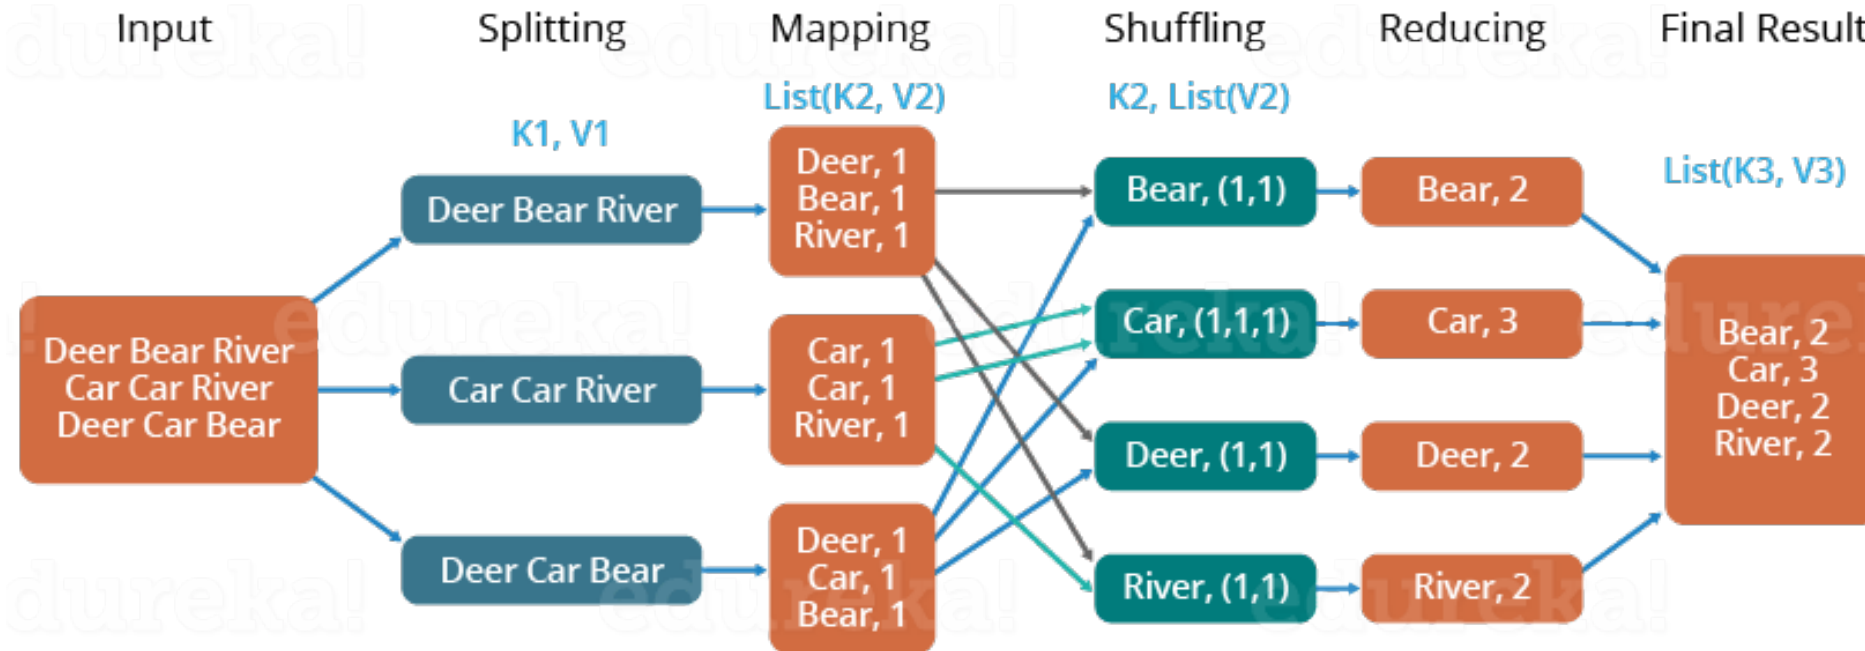 Input
Splitting
Mapping
Shuffling
Reducing
Final Result
List(K2, V2)
K2, List(V2)
K1, V1
List(K3, V3)
Deer Bear River
Car Car River
Deer Car Bear
Deer Bear River
Car Car River
Deer Car Bear
Deer, 1
Bear, 1
River, 1
Car, 1
Car, 1
River, 1
Deer, 1
Car, 1
Bear, 1
Bear, (1,1)
Car, (1,1,1)
Deer, (1,1)
River, (1,1)
Bear, 2
Car, 3
Deer, 2
River, 2
Bear, 2
Car, 3
Deer, 2
River, 2
edureka!